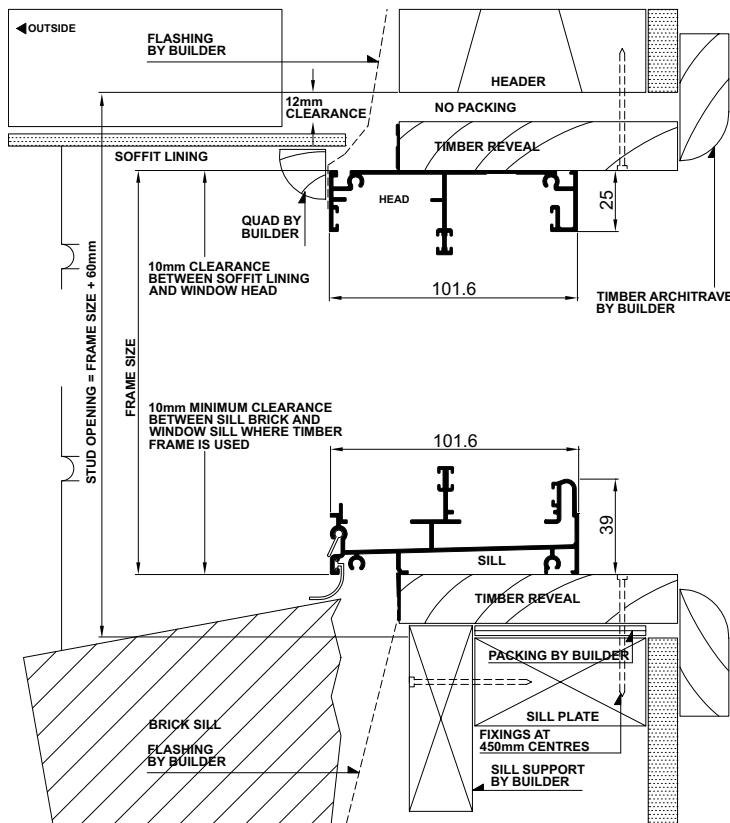 OUTSIDE
FLASHING
BY BUILDER
HEADER
12mm
CLEARANCE
NO PACKING
TIMBER REVEAL
SOFFIT LINING
HEAD
25
QUAD BY
BUILDER
10mm CLEARANCE
BETWEEN SOFFIT LINING
AND WINDOW HEAD
101.6
TIMBER ARCHITRAVE
BY BUILDER
STUD OPENING = FRAME SIZE + 60mm
FRAME SIZE
10mm MINIMUM CLEARANCE
BETWEEN SILL BRICK AND
WINDOW SILL WHERE TIMBER
FRAME IS USED
101.6
39
SILL
TIMBER REVEAL
PACKING BY BUILDER
BRICK SILL
SILL PLATE
FLASHING
BY BUILDER
FIXINGS AT
450mm CENTRES
SILL SUPPORT
BY BUILDER